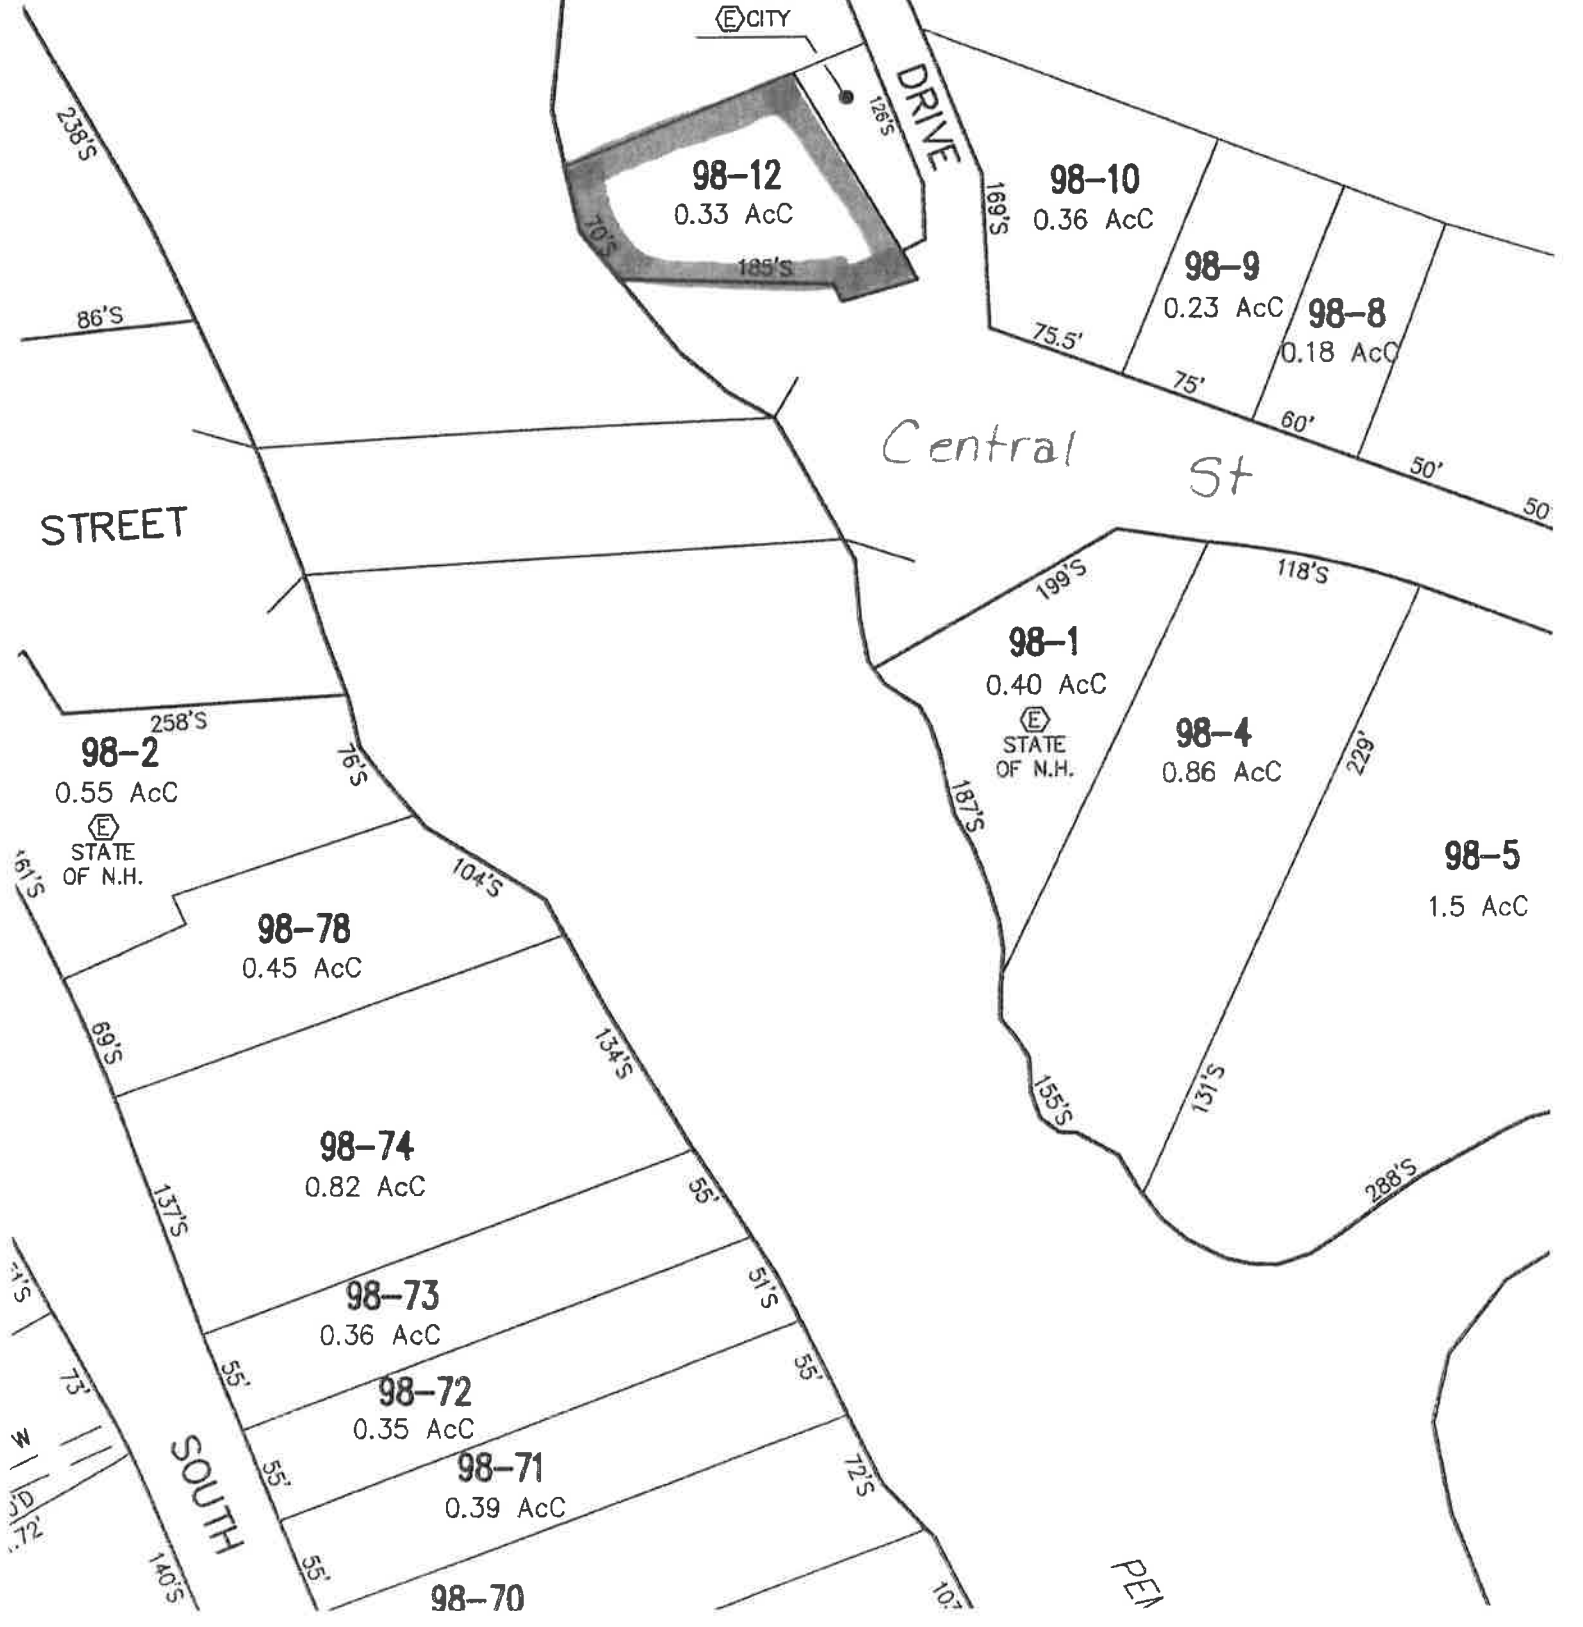 Ⓔ CITY
DRIVE
126'S
238'S
98-12
0.33 AcC
70'S
185'S
169'S
98-10
0.36 AcC
98-9
0.23 AcC
98-8
0.18 AcC
86'S
75.5'
75'
60'
50'
50'
Central
St
STREET
199'S
118'S
98-1
0.40 AcC
Ⓔ
STATE
OF N.H.
98-4
0.86 AcC
229'
258'S
98-2
0.55 AcC
Ⓔ
STATE
OF N.H.
76'S
187'S
98-5
1.5 AcC
161'S
104'S
98-78
0.45 AcC
69'S
134'S
155'S
131'S
98-74
0.82 AcC
137'S
55'
288'S
98-73
0.36 AcC
51'S
55'
73'
98-72
0.35 AcC
55'
98-71
0.39 AcC
55'
72'S
SOUTH
140'S
55'
98-70
103
PEM